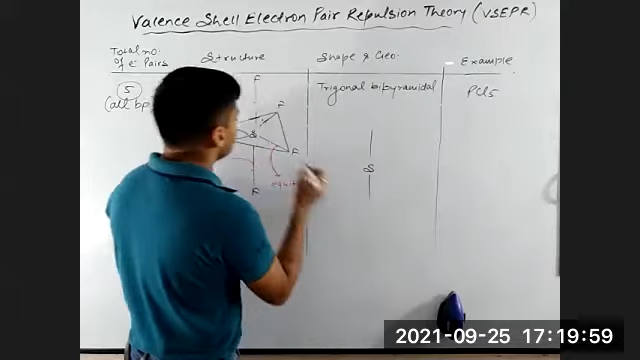 Valence Shell Electron Pair Repulsion Theory (VSEPR)
Total no. of e⁻ Pairs
Structure
Shape & Geo.
Example
5
(all bp
F
F
S
F
F
Trigonal bipyramidal
S
PCl5
2021-09-25 17:19:59